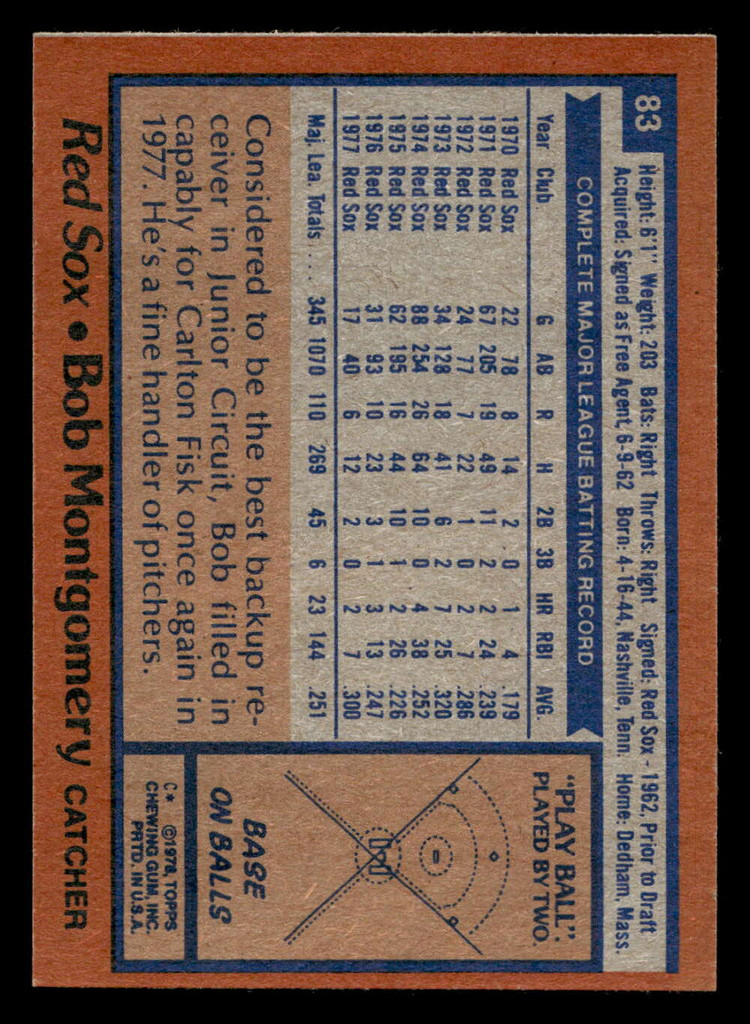 83
Height: 6'1" Weight: 203 Bats: Right Throws: Right Signed: Red Sox - 1962, Prior to Draft
Acquired: Signed as Free Agent, 6-9-62 Born: 4-16-44, Nashville, Tenn. Home: Dedham, Mass.
COMPLETE MAJOR LEAGUE BATTING RECORD
Year Club G AB R H 2B 3B HR RBI AVG.
1970 Red Sox 22 78 8 14 2 0 1 4 .179
1971 Red Sox 67 205 19 49 11 2 2 24 .239
1972 Red Sox 24 77 7 22 1 0 2 7 .286
1973 Red Sox 34 128 18 41 6 2 7 25 .320
1974 Red Sox 88 254 26 64 10 0 4 38 .252
1975 Red Sox 62 195 16 44 10 1 2 26 .226
1976 Red Sox 31 93 10 23 3 1 3 13 .247
1977 Red Sox 17 40 6 12 2 0 2 7 .300
Maj. Lea. Totals .... 345 1070 110 269 45 6 23 144 .251
Considered to be the best backup re-
ceiver in Junior Circuit, Bob filled in
capably for Carlton Fisk once again in
1977. He's a fine handler of pitchers.
"PLAY BALL".
PLAYED BY TWO.
BASE
ON BALLS
C* ©1978, TOPPS
CHEWING GUM, INC.
PRTD. IN U.S.A.
Red Sox • Bob Montgomery CATCHER